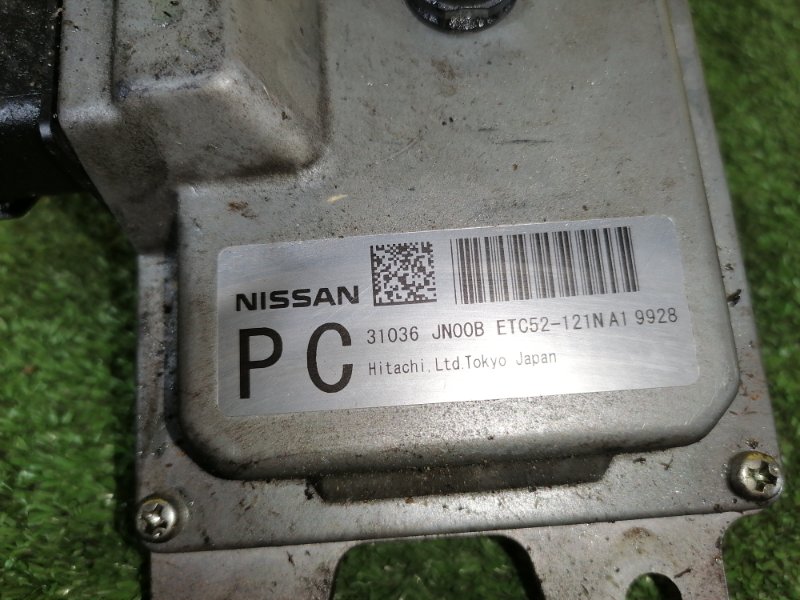 NISSAN
PC 31036 JN00B ETC52-121N A1 9928
Hitachi, Ltd. Tokyo Japan